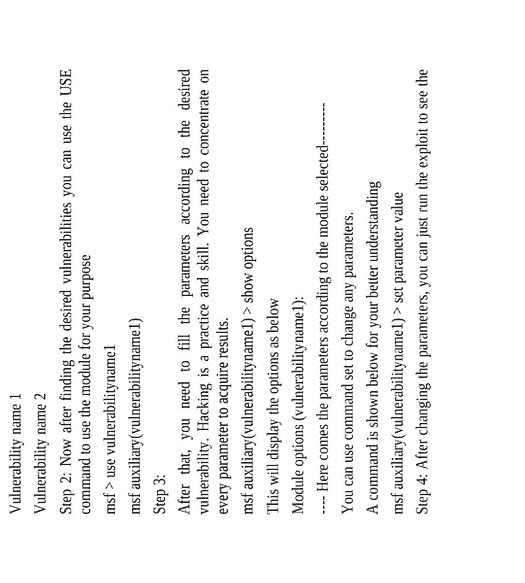 Vulnerability name 1
Vulnerability name 2
Step 2: Now after finding the desired vulnerabilities you can use the USE
command to use the module for your purpose
msf > use vulnerabilityname1
msf auxiliary(vulnerabilityname1)
Step 3:
After that, you need to fill the parameters according to the desired
vulnerability. Hacking is a practice and skill. You need to concentrate on
every parameter to acquire results.
msf auxiliary(vulnerabilityname1) > show options
This will display the options as below
Module options (vulnerabilityname1):
---- Here comes the parameters according to the module selected---------
You can use command set to change any parameters.
A command is shown below for your better understanding
msf auxiliary(vulnerabilityname1) > set parameter value
Step 4: After changing the parameters, you can just run the exploit to see the